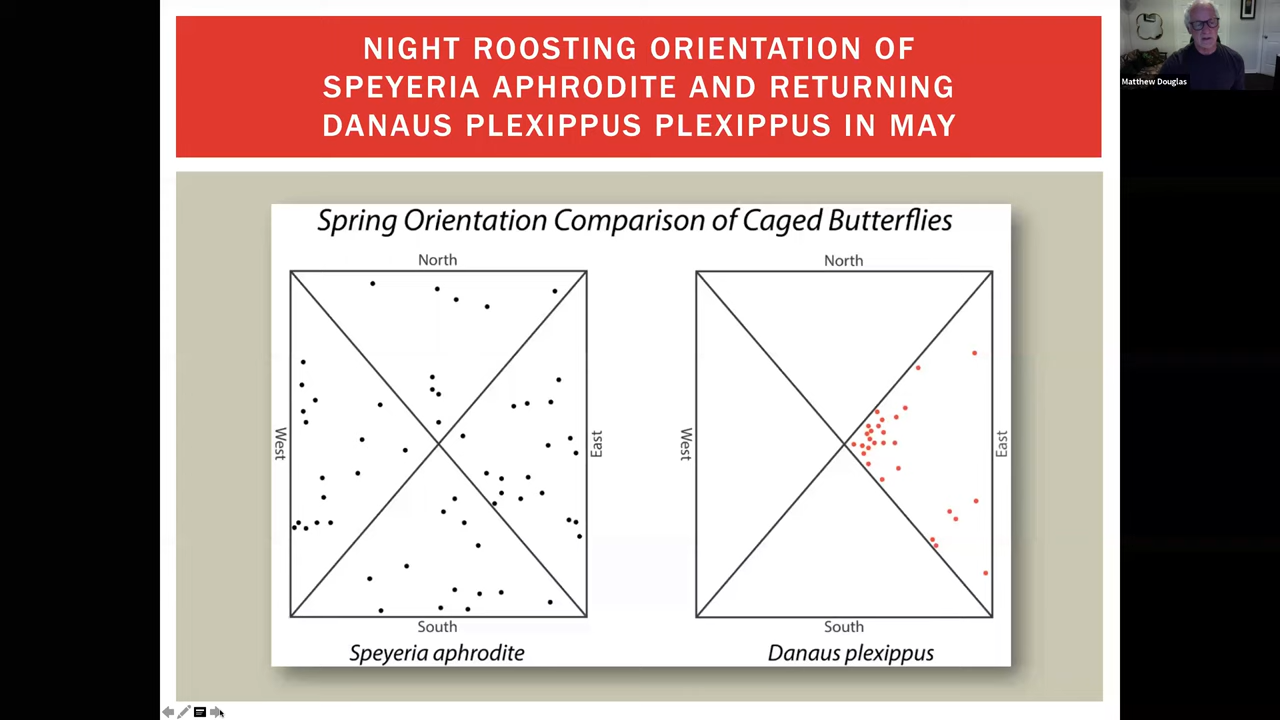 NIGHT ROOSTING ORIENTATION OF
SPEYERIA APHRODITE AND RETURNING
DANAUS PLEXIPPUS PLEXIPPUS IN MAY
Matthew Douglas
Spring Orientation Comparison of Caged Butterflies
North
West
East
South
Speyeria aphrodite
North
West
East
South
Danaus plexippus